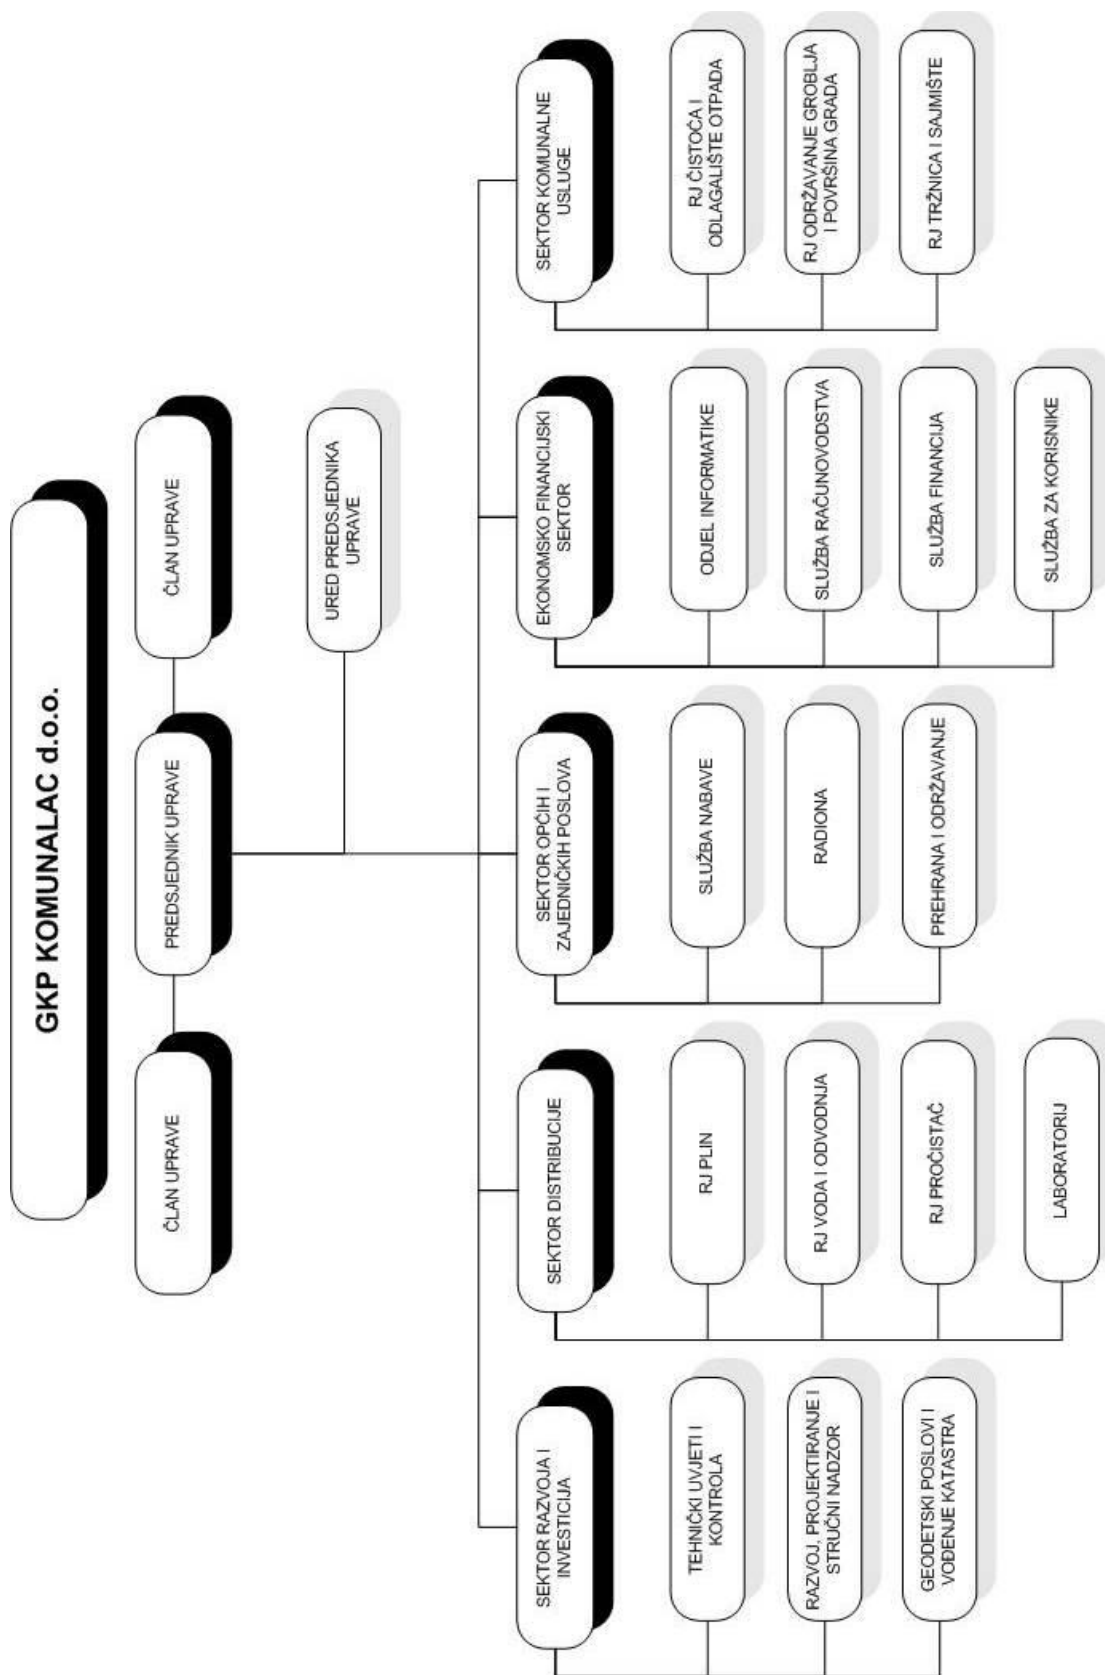 GKP KOMUNALAC d.o.o.
ČLAN UPRAVE
PREDSJEDNIK UPRAVE
ČLAN UPRAVE
URED PREDSJEDNIKA
UPRAVE
SEKTOR RAZVOJA I
INVESTICIJA
TEHNIČKI UVJETI I
KONTROLA
RAZVOJ, PROJEKTIRANJE I
STRUČNI NADZOR
GEODETSKI POSLOVI I
VOĐENJE KATASTRA
SEKTOR DISTRIBUCIJE
RJ PLIN
RJ VODA I ODVODNJA
RJ PROČISTAČ
LABORATORIJ
SEKTOR OPĆIH I
ZAJEDNIČKIH POSLOVA
SLUŽBA NABAVE
RADIONA
PREHRANA I ODRŽAVANJE
EKONOMSKO FINANCIJSKI
SEKTOR
ODJEL INFORMATIKE
SLUŽBA RAČUNOVODSTVA
SLUŽBA FINANCIJA
SLUŽBA ZA KORISNIKE
SEKTOR KOMUNALNE
USLUGE
RJ ČISTOĆA I
ODLAGALIŠTE OTPADA
RJ ODRŽAVANJE GROBLJA
I POVRŠINA GRADA
RJ TRŽNICA I SAJMIŠTE